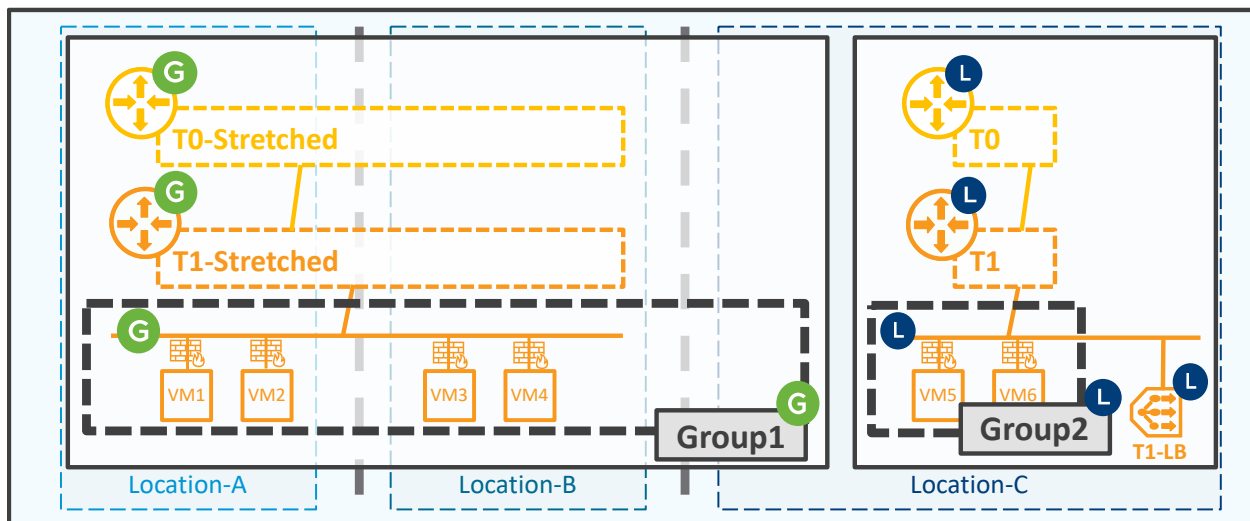 G
T0-Stretched
G
T1-Stretched
G
VM1
VM2
VM3
VM4
G
Group1
L
T0
L
T1
L
VM5
VM6
L
L
Group2
T1-LB
Location-A
Location-B
Location-C